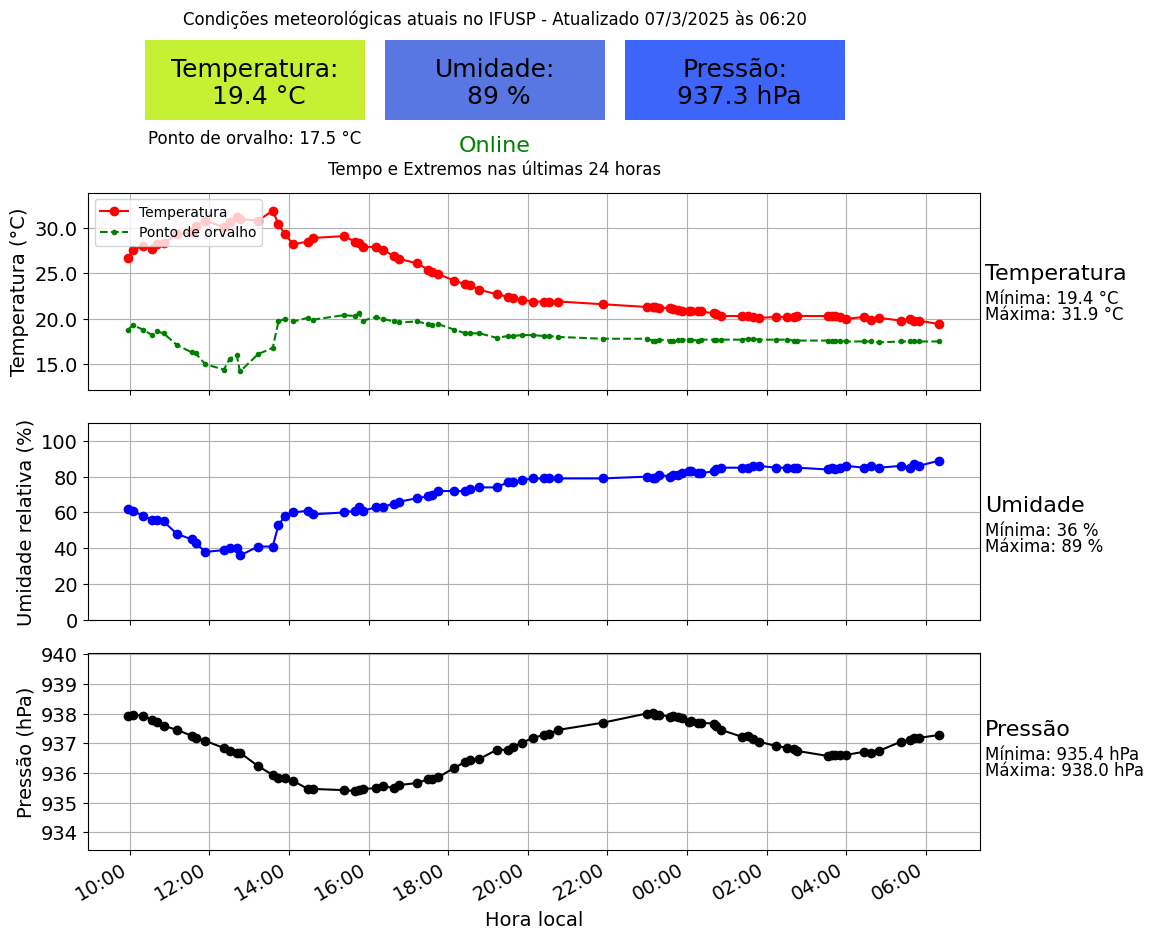 Condições meteorológicas atuais no IFUSP - Atualizado 07/3/2025 às 06:20
Temperatura:
19.4 °C
Umidade:
89 %
Pressão:
937.3 hPa
Ponto de orvalho: 17.5 °C
Online
Tempo e Extremos nas últimas 24 horas
Temperatura (°C)
30.0
25.0
20.0
15.0
Temperatura
Ponto de orvalho
Temperatura
Mínima: 19.4 °C
Máxima: 31.9 °C
Umidade relativa (%)
100
80
60
40
20
0
Umidade
Mínima: 36 %
Máxima: 89 %
Pressão (hPa)
940
939
938
937
936
935
934
Pressão
Mínima: 935.4 hPa
Máxima: 938.0 hPa
10:00 12:00 14:00 16:00 18:00 20:00 22:00 00:00 02:00 04:00 06:00
Hora local